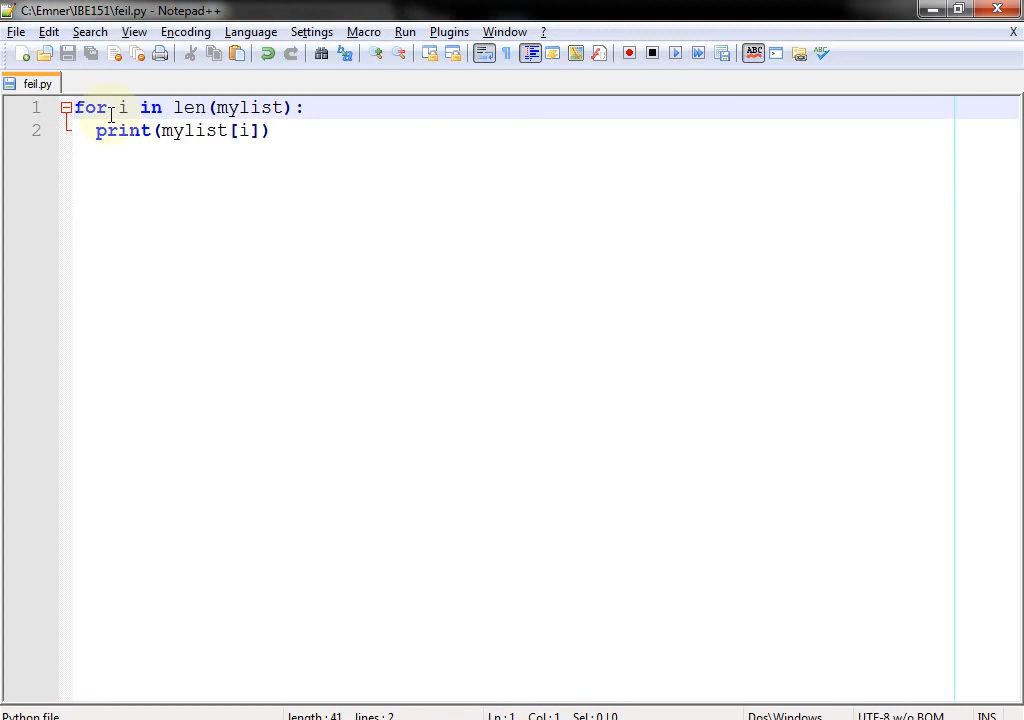 C:\Emner\IBE151\feil.py - Notepad++
File Edit Search View Encoding Language Settings Macro Run Plugins Window ? X
ABC ABC
feil.py
1 for i in len(mylist):
2 print(mylist[i])
Python file length : 41 lines : 2 Ln : 1 Col : 1 Sel : 0 | 0 Dos\Windows UTF-8 w/o BOM INS